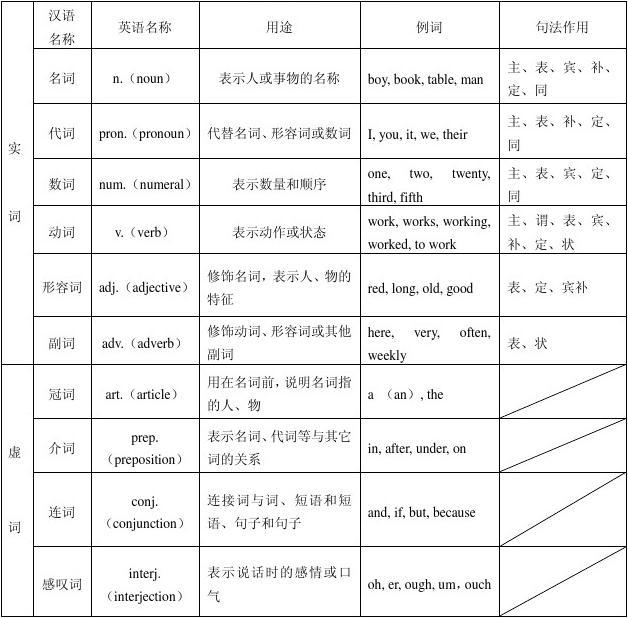 汉语名称 英语名称 用途 例词 句法作用
实词
名词 n.（noun） 表示人或事物的名称 boy, book, table, man 主、表、宾、补、定、同
代词 pron.（pronoun） 代替名词、形容词或数词 I, you, it, we, their 主、表、补、定、同
数词 num.（numeral） 表示数量和顺序 one, two, twenty, third, fifth 主、表、宾、定、同
动词 v.（verb） 表示动作或状态 work, works, working, worked, to work 主、谓、表、宾、补、定、状
形容词 adj.（adjective） 修饰名词，表示人、物的特征 red, long, old, good 表、定、宾补
副词 adv.（adverb） 修饰动词、形容词或其他副词 here, very, often, weekly 表、状
虚词
冠词 art.（article） 用在名词前，说明名词指的人、物 a （an）, the
介词 prep.（preposition） 表示名词、代词等与其它词的关系 in, after, under, on
连词 conj.（conjunction） 连接词与词、短语和短语、句子和句子 and, if, but, because
感叹词 interj.（interjection） 表示说话时的感情或口气 oh, er, ough, um，ouch